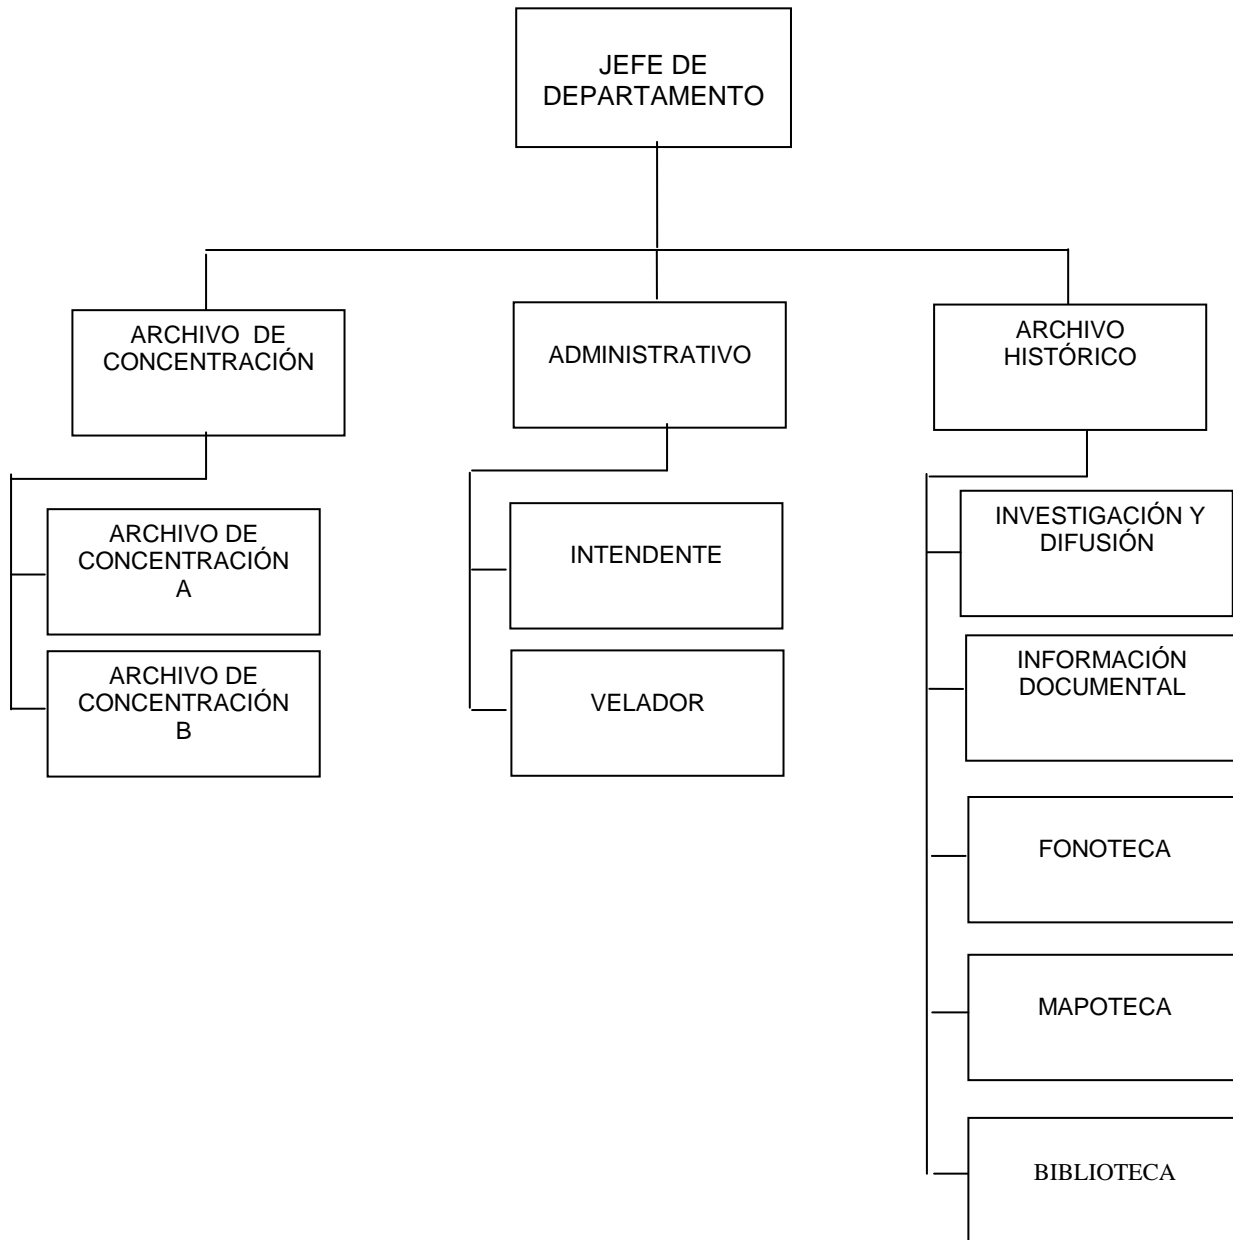 JEFE DE
DEPARTAMENTO
ARCHIVO DE
CONCENTRACIÓN
ADMINISTRATIVO
ARCHIVO
HISTÓRICO
ARCHIVO DE
CONCENTRACIÓN
A
ARCHIVO DE
CONCENTRACIÓN
B
INTENDENTE
VELADOR
INVESTIGACIÓN Y
DIFUSIÓN
INFORMACIÓN
DOCUMENTAL
FONOTECA
MAPOTECA
BIBLIOTECA